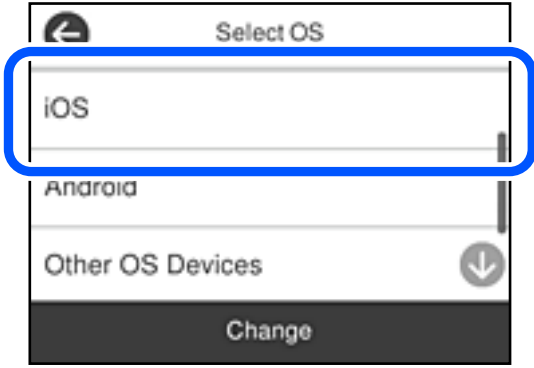 Select OS
iOS
Android
Other OS Devices
Change